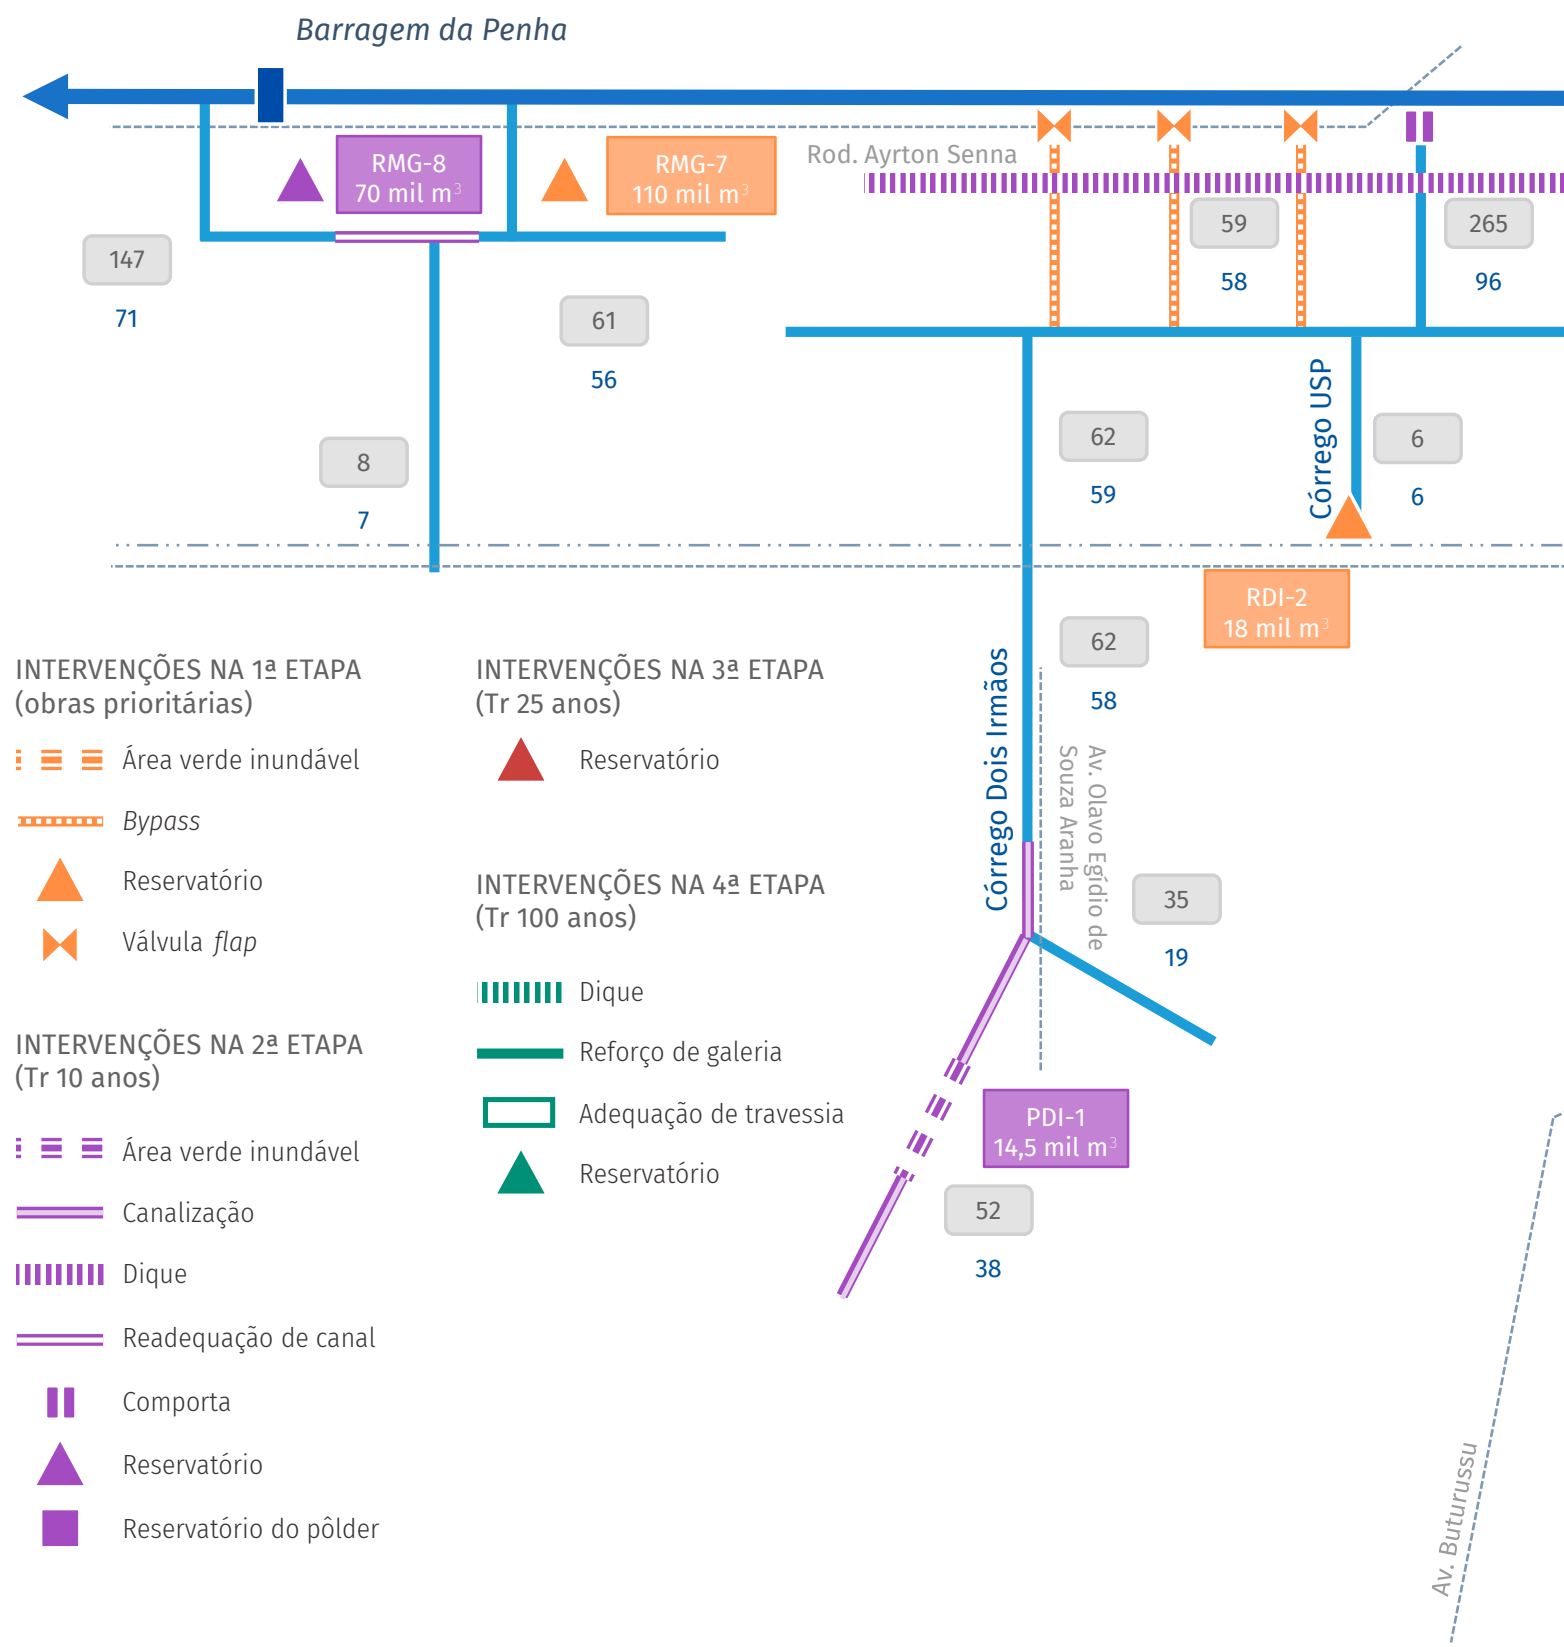 Barragem da Penha
RMG-8
70 mil m³
RMG-7
110 mil m³
Rod. Ayrton Senna
147
71
61
56
59
58
265
96
8
7
62
59
Córrego USP
6
6
RDI-2
18 mil m³
62
58
Córrego Dois Irmãos
Av. Olavo Egídio de
Souza Aranha
35
19
PDI-1
14,5 mil m³
52
38
Av. Buturussu
INTERVENÇÕES NA 1ª ETAPA
(obras prioritárias)
Área verde inundável
Bypass
Reservatório
Válvula flap
INTERVENÇÕES NA 2ª ETAPA
(Tr 10 anos)
Área verde inundável
Canalização
Dique
Readequação de canal
Comporta
Reservatório
Reservatório do pôlder
INTERVENÇÕES NA 3ª ETAPA
(Tr 25 anos)
Reservatório
INTERVENÇÕES NA 4ª ETAPA
(Tr 100 anos)
Dique
Reforço de galeria
Adequação de travessia
Reservatório